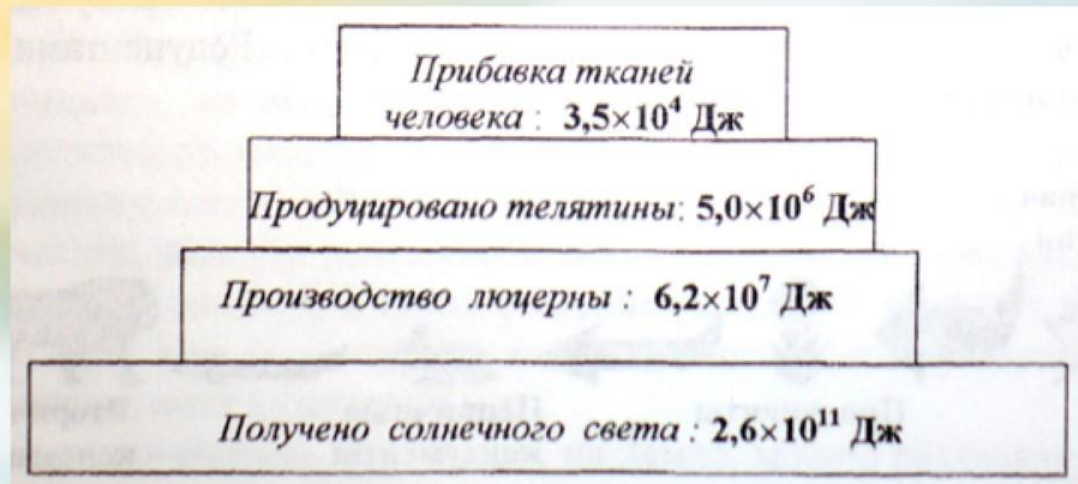 Прибавка тканей
человека : 3,5×10⁴ Дж
Продуцировано телятины: 5,0×10⁶ Дж
Производство люцерны : 6,2×10⁷ Дж
Получено солнечного света : 2,6×10¹¹ Дж